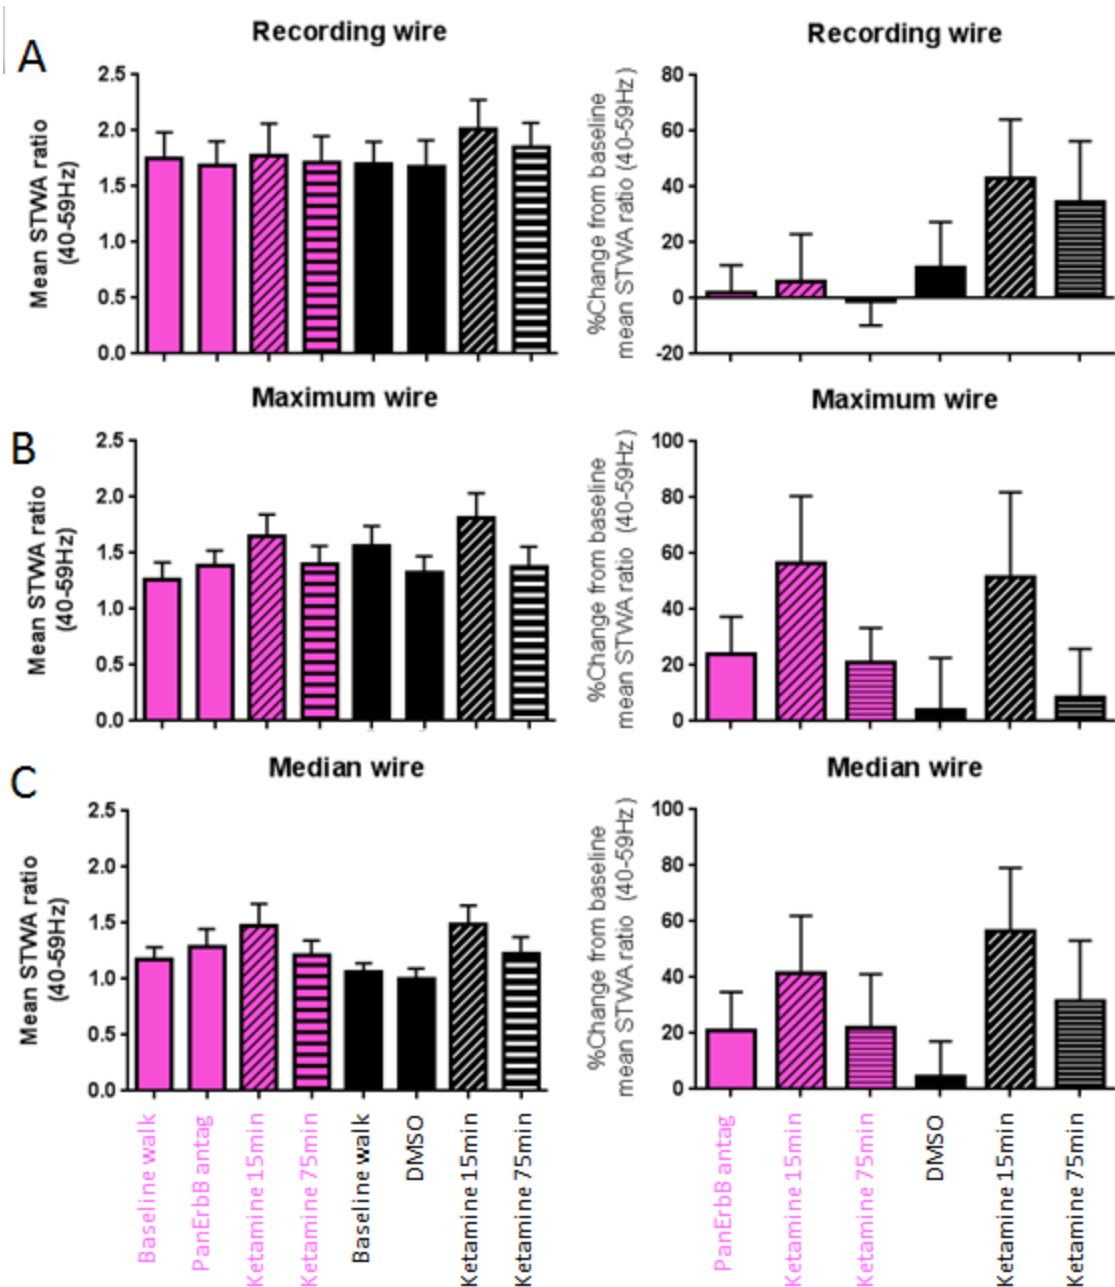 A
Recording wire
Mean STWA ratio
(40-59Hz)
2.5
2.0
1.5
1.0
0.5
0.0
Recording wire
%Change from baseline
mean STWA ratio (40-59Hz)
80
60
40
20
0
-20
B
Maximum wire
Mean STWA ratio
(40-59Hz)
2.5
2.0
1.5
1.0
0.5
0.0
Maximum wire
%Change from baseline
mean STWA ratio (40-59Hz)
100
80
60
40
20
0
C
Median wire
Mean STWA ratio
(40-59Hz)
2.5
2.0
1.5
1.0
0.5
0.0
Baseline walk
PanErbB antag
Ketamine 15min
Ketamine 75min
Baseline walk
DMSO
Ketamine 15min
Ketamine 75min
Median wire
%Change from baseline
mean STWA ratio (40-59Hz)
100
80
60
40
20
0
PanErbB antag
Ketamine 15min
Ketamine 75min
DMSO
Ketamine 15min
Ketamine 75min